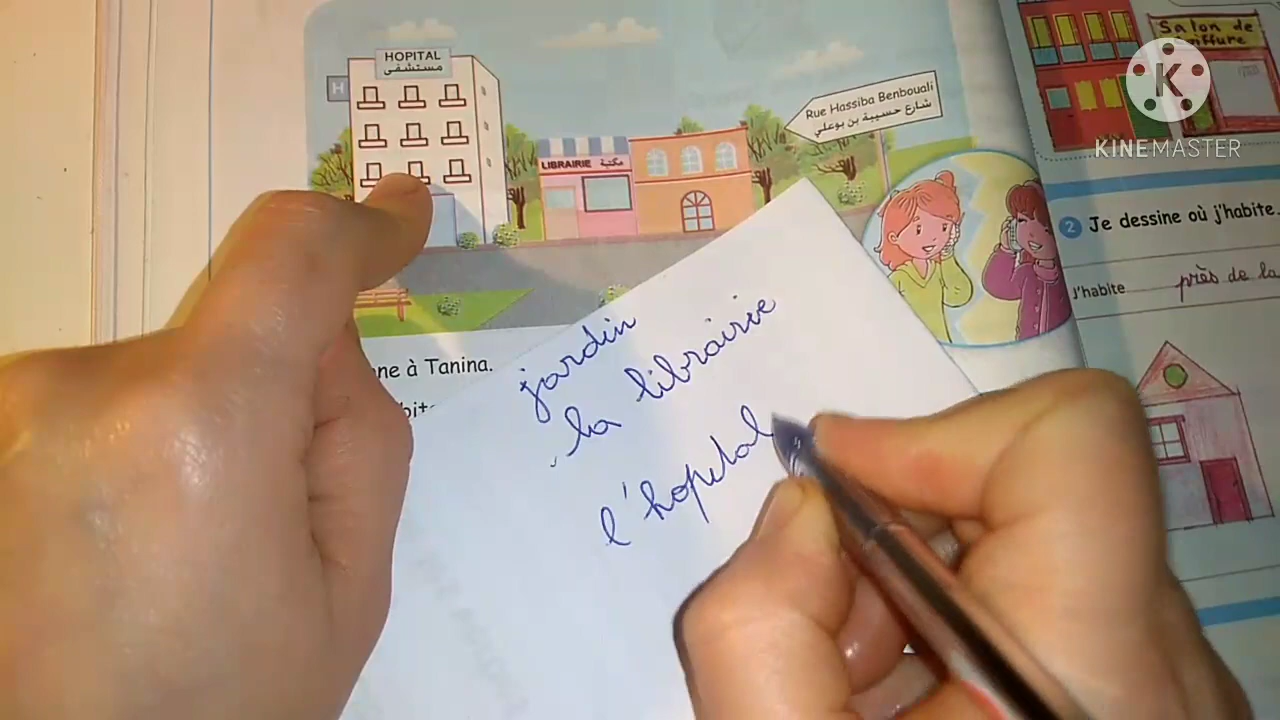 HOPITAL
مستشفى
H
LIBRAIRIE مكتبة
Rue Hassiba Benbouali
شارع حسيبة بن بوعلي
Salon de
KINEMASTER
K
2 Je dessine où j'habite.
J'habite près de la
ne à Tanina.
jardin
la librairie
l'hopital